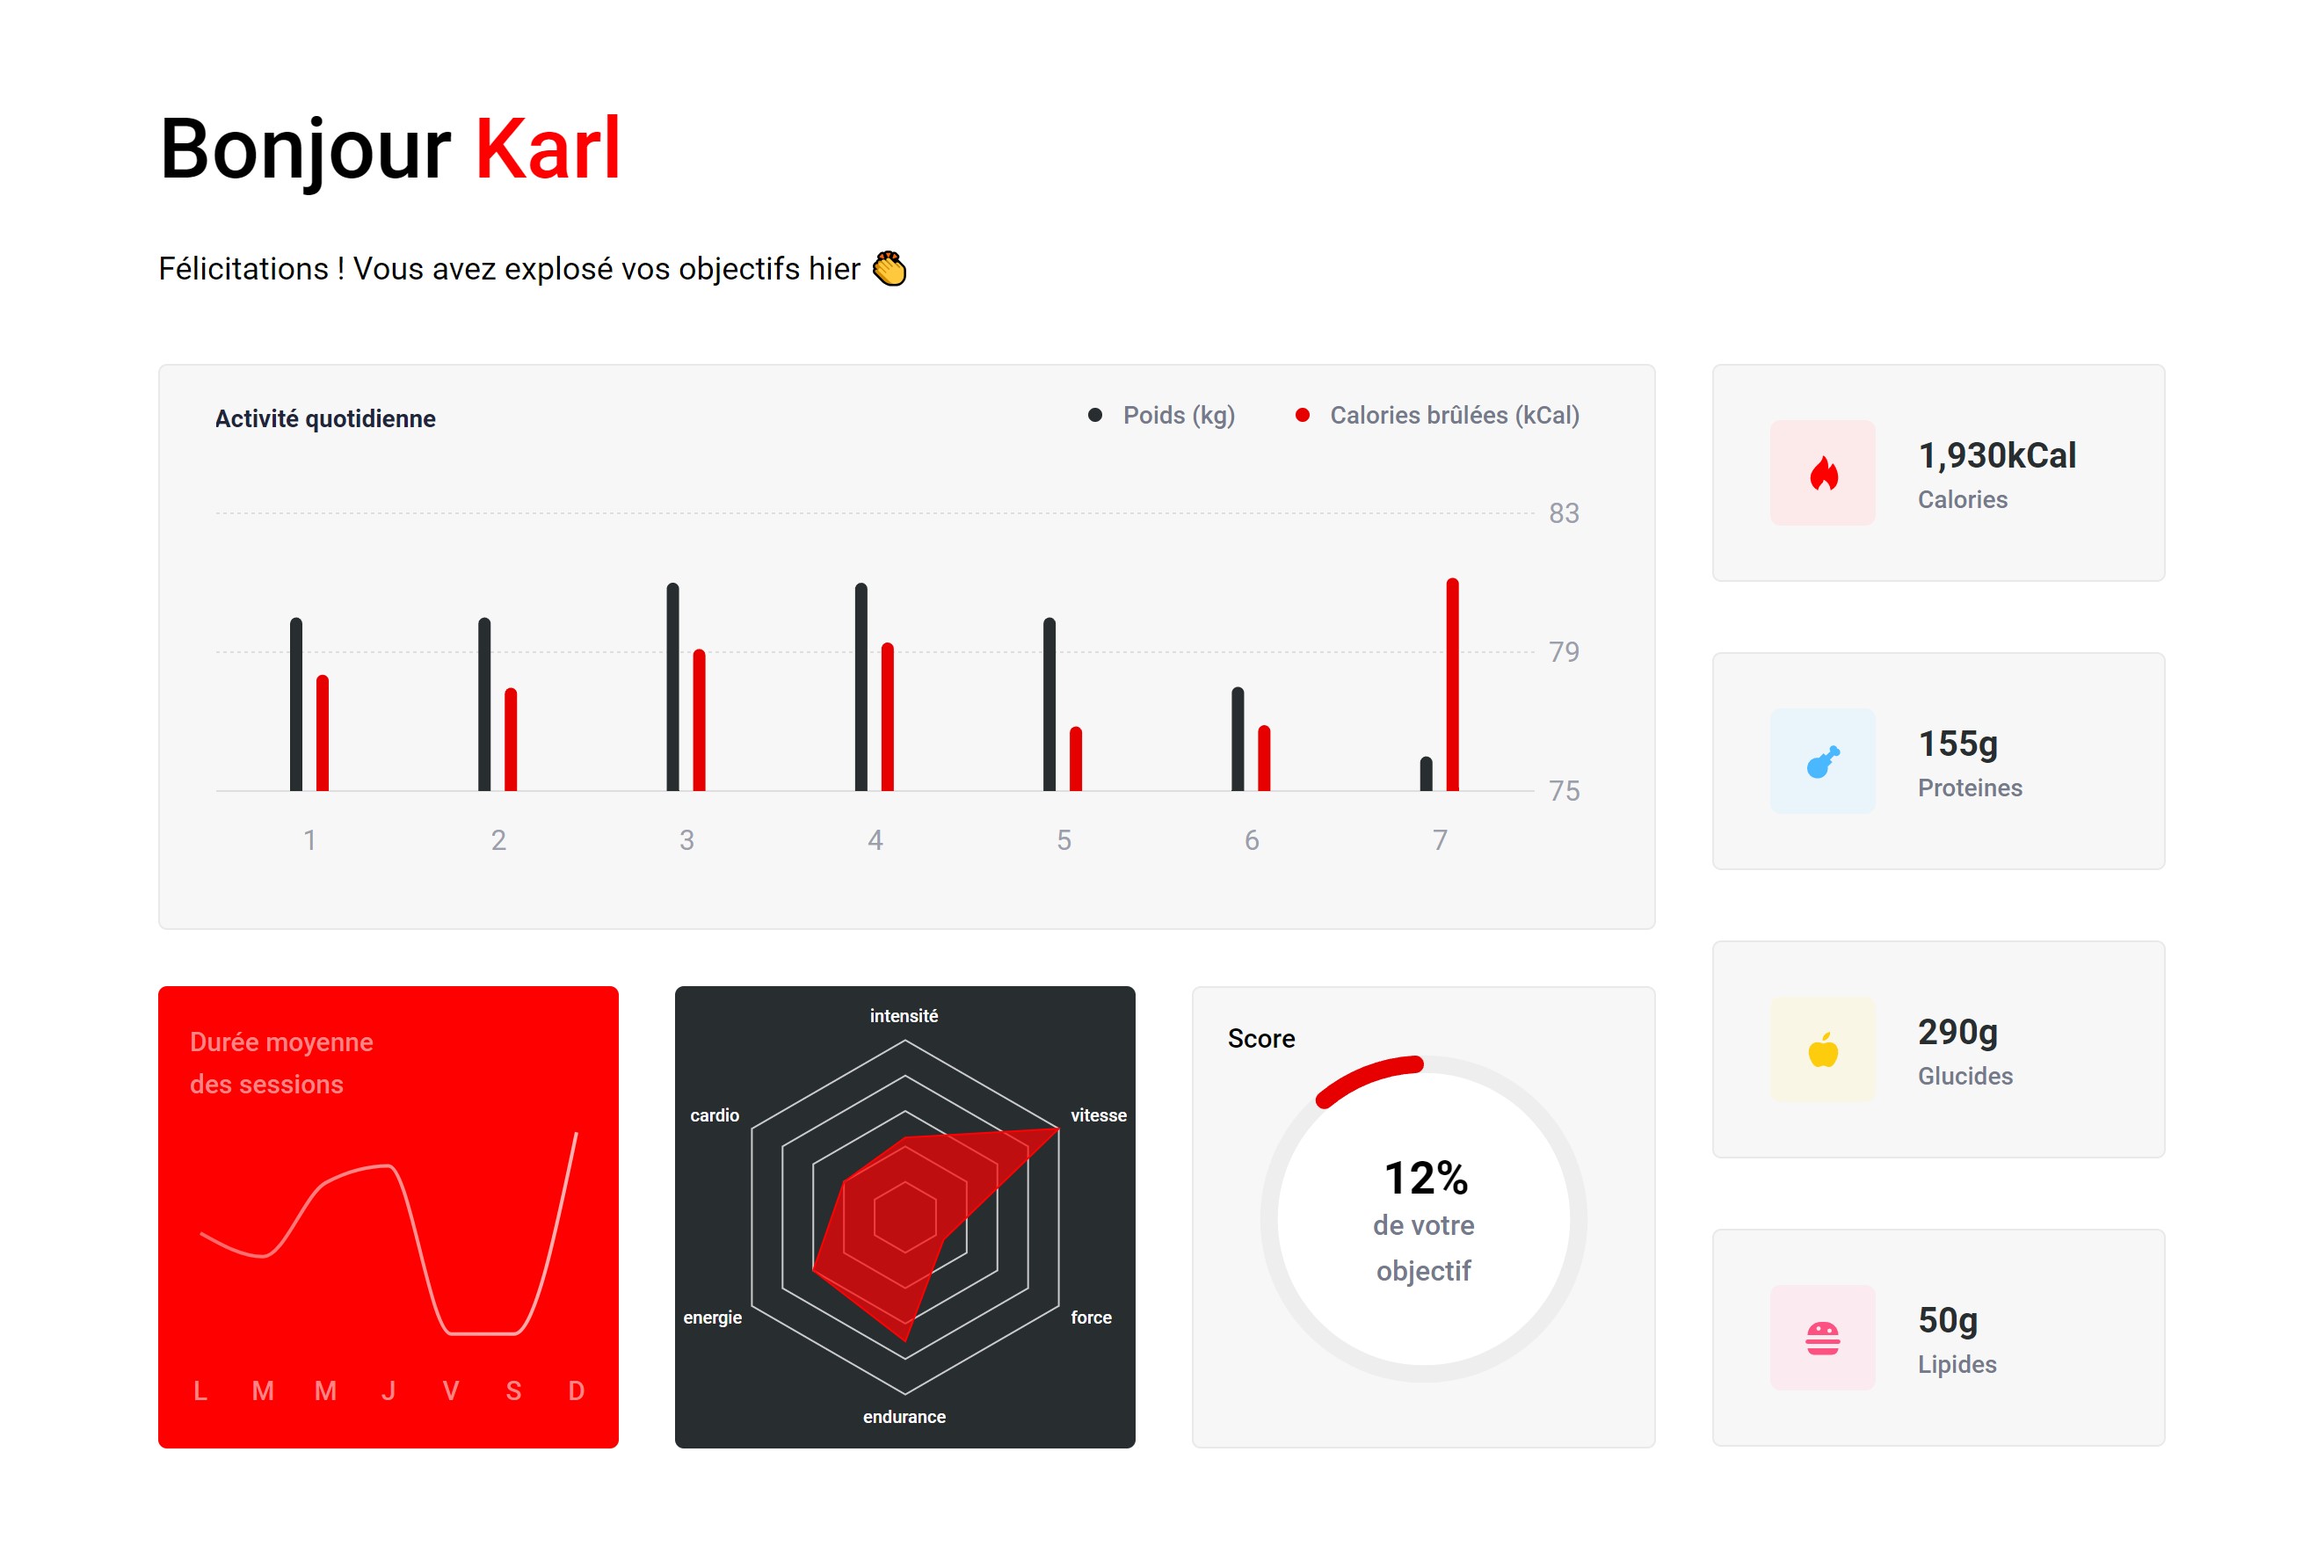 Bonjour Karl
Félicitations ! Vous avez explosé vos objectifs hier 👏
Activité quotidienne
Poids (kg)
Calories brûlées (kCal)
83
79
75
1 2 3 4 5 6 7
1,930kCal
Calories
155g
Proteines
290g
Glucides
50g
Lipides
Durée moyenne
des sessions
L M M J V S D
intensité
vitesse
force
endurance
energie
cardio
Score
12%
de votre
objectif